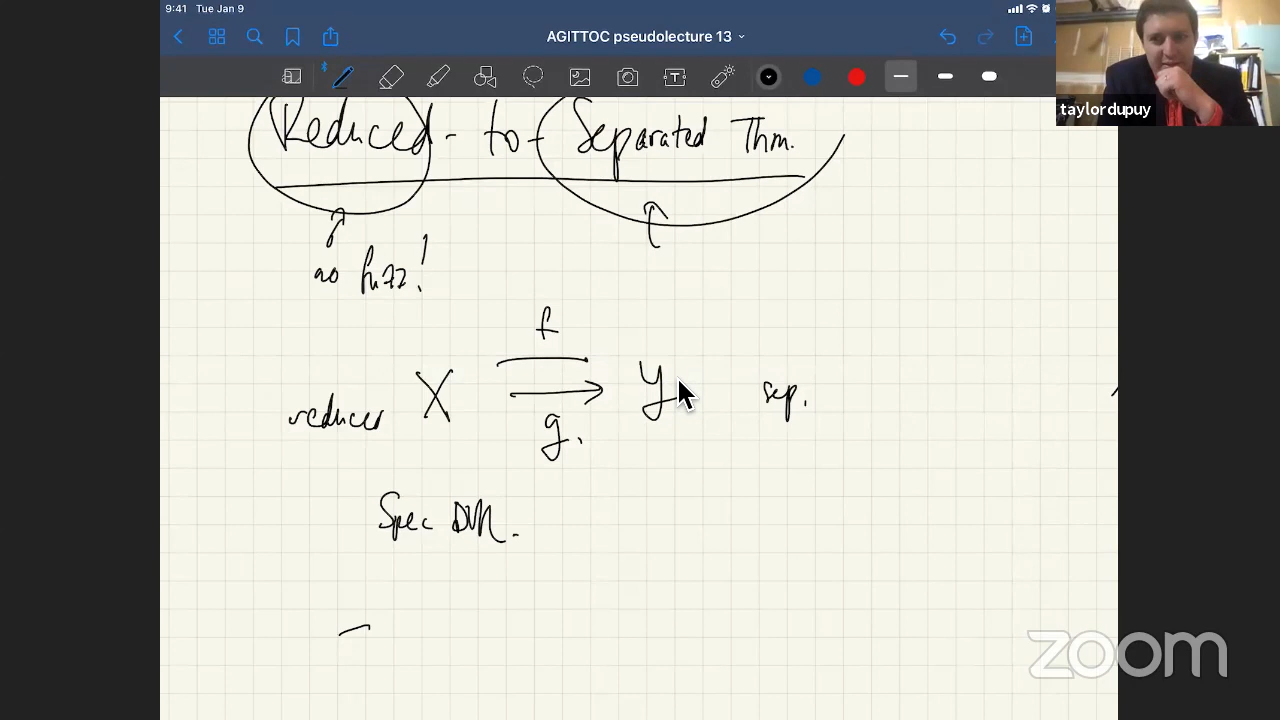 9:41 Tue Jan 9
AGITTOC pseudolecture 13
taylordupuy
Reduced-to-Separated Thm.
no fuzz!
f
reduced X → Y sep.
g.
Spec DVR.
zoom